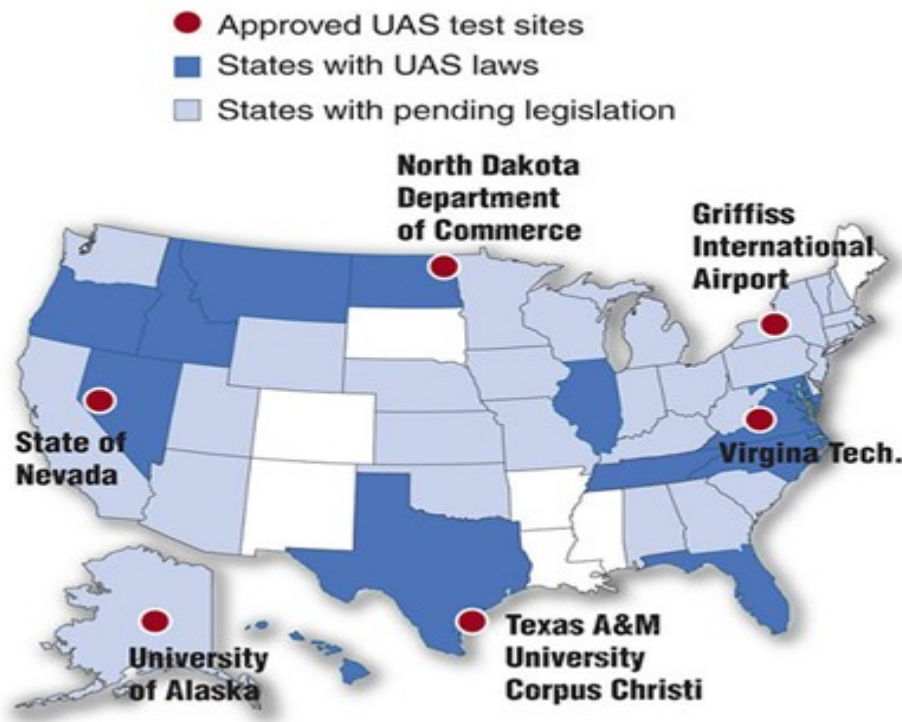 Approved UAS test sites
States with UAS laws
States with pending legislation
North Dakota
Department
of Commerce
Griffiss
International
Airport
State of
Nevada
Virgina Tech.
University
of Alaska
Texas A&M
University
Corpus Christi